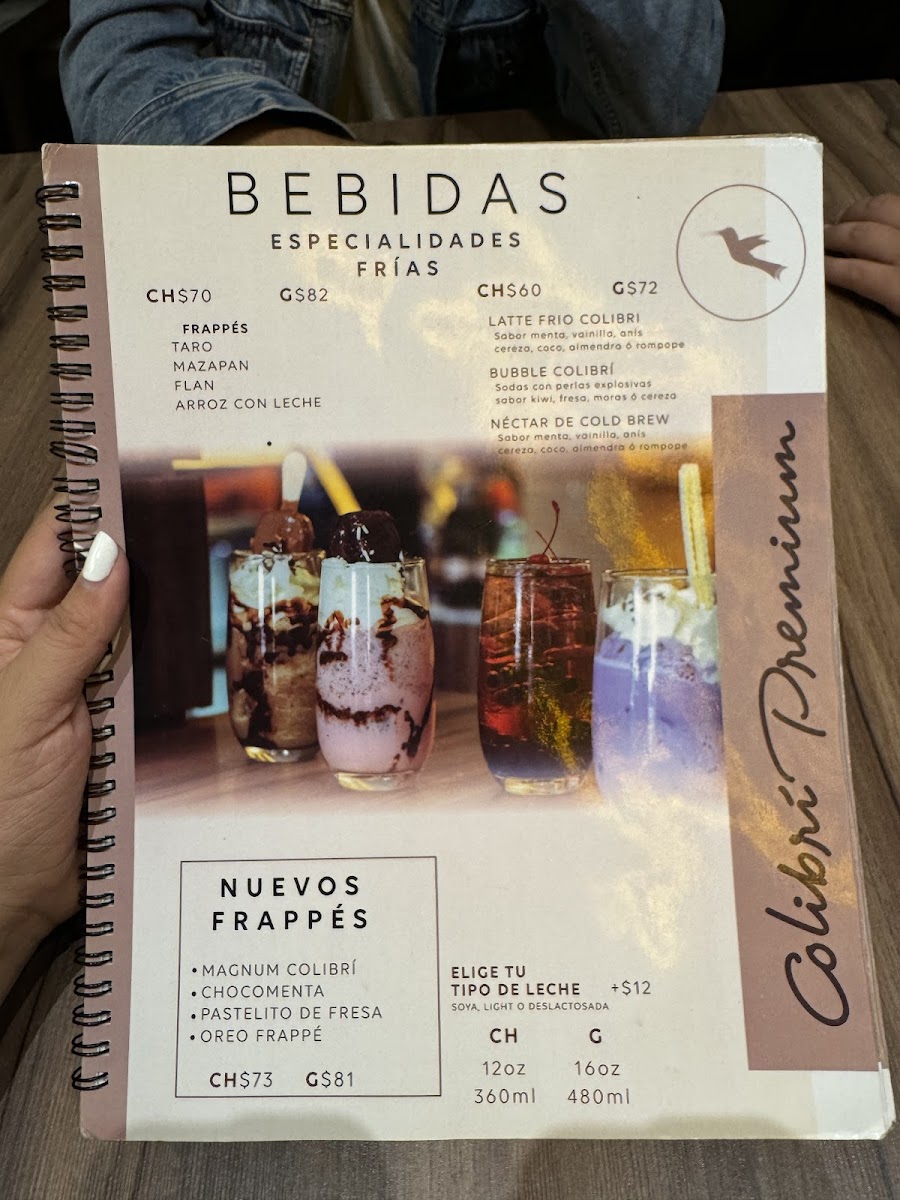 BEBIDAS
ESPECIALIDADES
FRÍAS
CH$70 G$82
FRAPPÉS
TARO
MAZAPAN
FLAN
ARROZ CON LECHE
CH$60 G$72
LATTE FRIO COLIBRI
Sabor menta, vainilla, anís
cereza, coco, almendra ó rompope
BUBBLE COLIBRÍ
Sodas con perlas explosivas
sabor kiwi, fresa, moras ó cereza
NÉCTAR DE COLD BREW
Sabor menta, vainilla, anís
cereza, coco, almendra ó rompope
Colibrí Premium
NUEVOS
FRAPPÉS
• MAGNUM COLIBRÍ
• CHOCOMENTA
• PASTELITO DE FRESA
• OREO FRAPPÉ
CH$73 G$81
ELIGE TU
TIPO DE LECHE +$12
SOYA, LIGHT O DESLACTOSADA
CH G
12oz 16oz
360ml 480ml